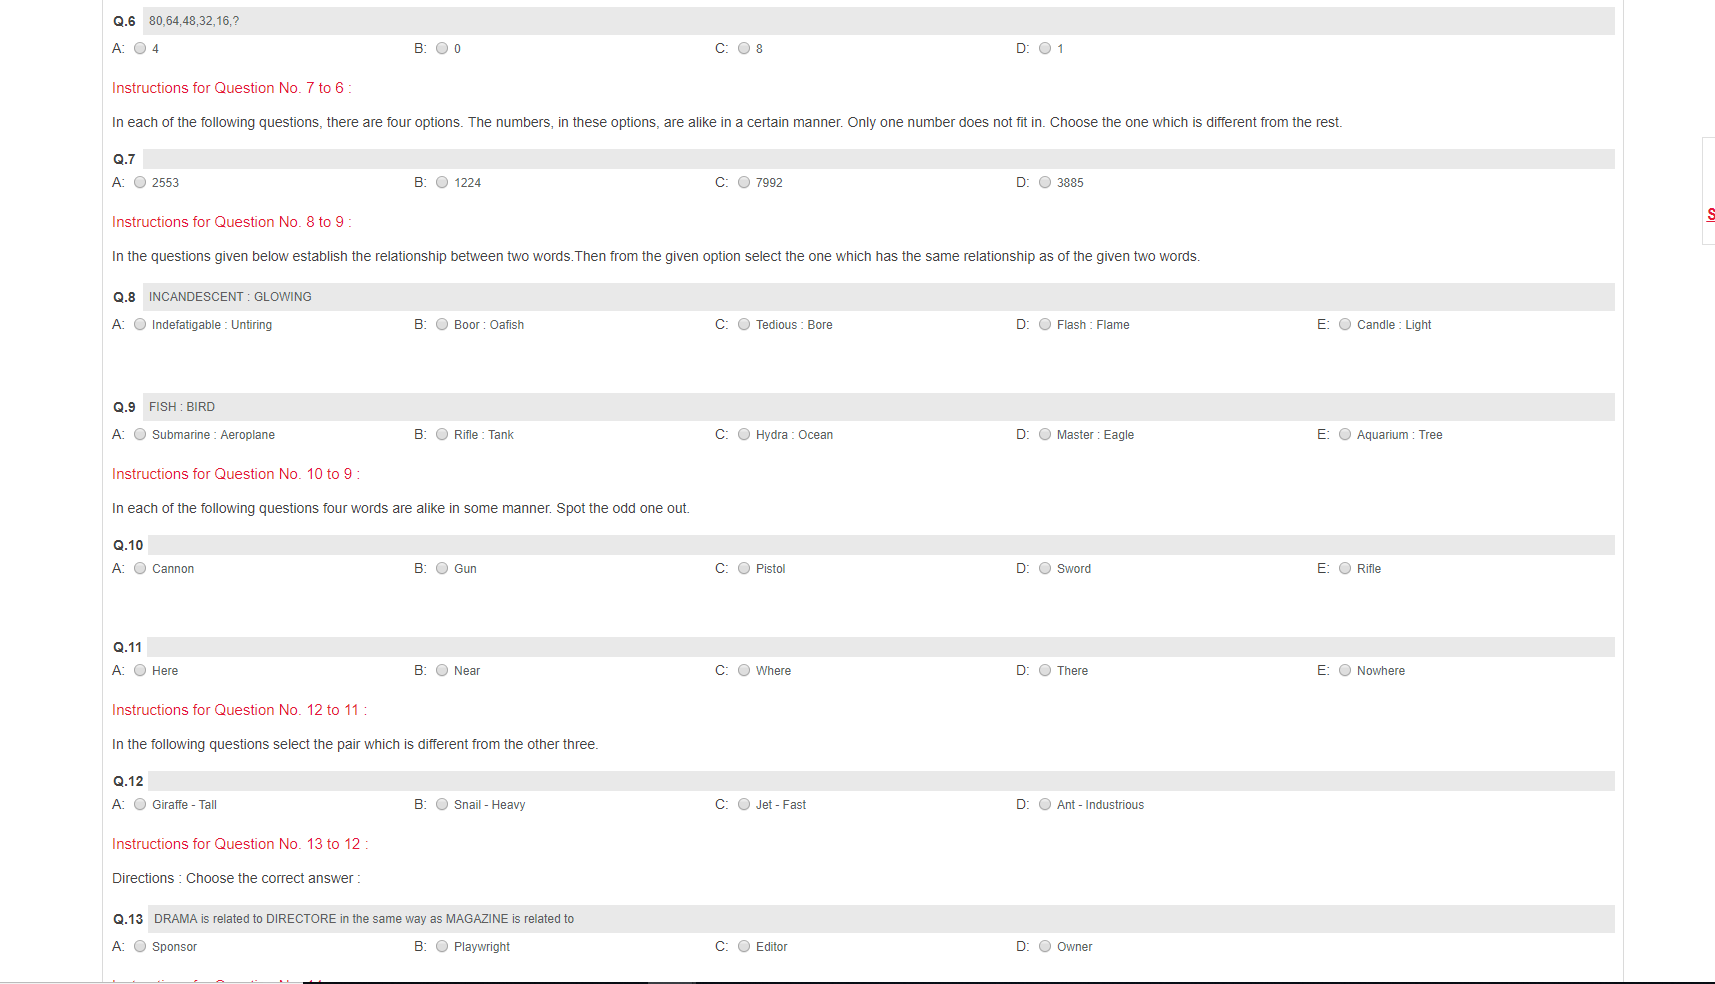 Q.6 80,64,48,32,16,?
A: 4 B: 0 C: 8 D: 1
Instructions for Question No. 7 to 6 :
In each of the following questions, there are four options. The numbers, in these options, are alike in a certain manner. Only one number does not fit in. Choose the one which is different from the rest.
Q.7
A: 2553 B: 1224 C: 7992 D: 3885
Instructions for Question No. 8 to 9 :
S
In the questions given below establish the relationship between two words.Then from the given option select the one which has the same relationship as of the given two words.
Q.8 INCANDESCENT : GLOWING
A: Indefatigable : Untiring B: Boor : Oafish C: Tedious : Bore D: Flash : Flame E: Candle : Light
Q.9 FISH : BIRD
A: Submarine : Aeroplane B: Rifle : Tank C: Hydra : Ocean D: Master : Eagle E: Aquarium : Tree
Instructions for Question No. 10 to 9 :
In each of the following questions four words are alike in some manner. Spot the odd one out.
Q.10
A: Cannon B: Gun C: Pistol D: Sword E: Rifle
Q.11
A: Here B: Near C: Where D: There E: Nowhere
Instructions for Question No. 12 to 11 :
In the following questions select the pair which is different from the other three.
Q.12
A: Giraffe - Tall B: Snail - Heavy C: Jet - Fast D: Ant - Industrious
Instructions for Question No. 13 to 12 :
Directions : Choose the correct answer :
Q.13 DRAMA is related to DIRECTORE in the same way as MAGAZINE is related to
A: Sponsor B: Playwright C: Editor D: Owner